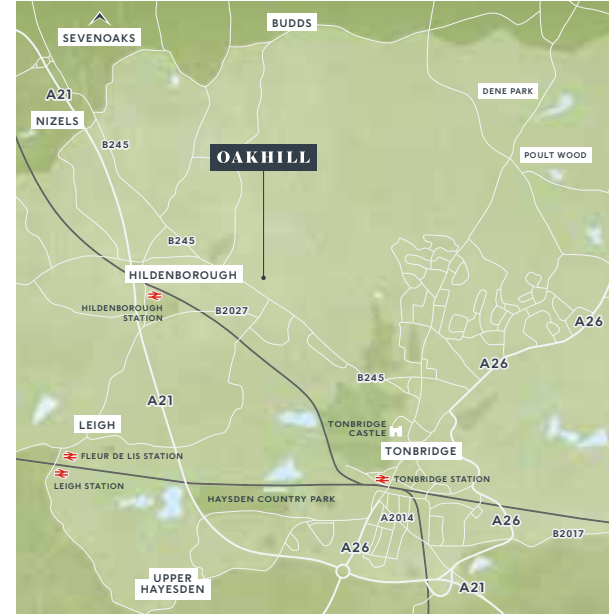 BUDDS
SEVENOAKS
A21
DENE PARK
NIZELS
B245
OAKHILL
POULT WOOD
B245
HILDENBOROUGH
HILDENBOROUGH
STATION
B2027
A26
A26
B245
A21
LEIGH
TONBRIDGE
CASTLE
TONBRIDGE
FLEUR DE LIS STATION
LEIGH STATION
TONBRIDGE STATION
HAYSDEN COUNTRY PARK
A2014
A26
B2017
A26
UPPER
HAYESDEN
A21